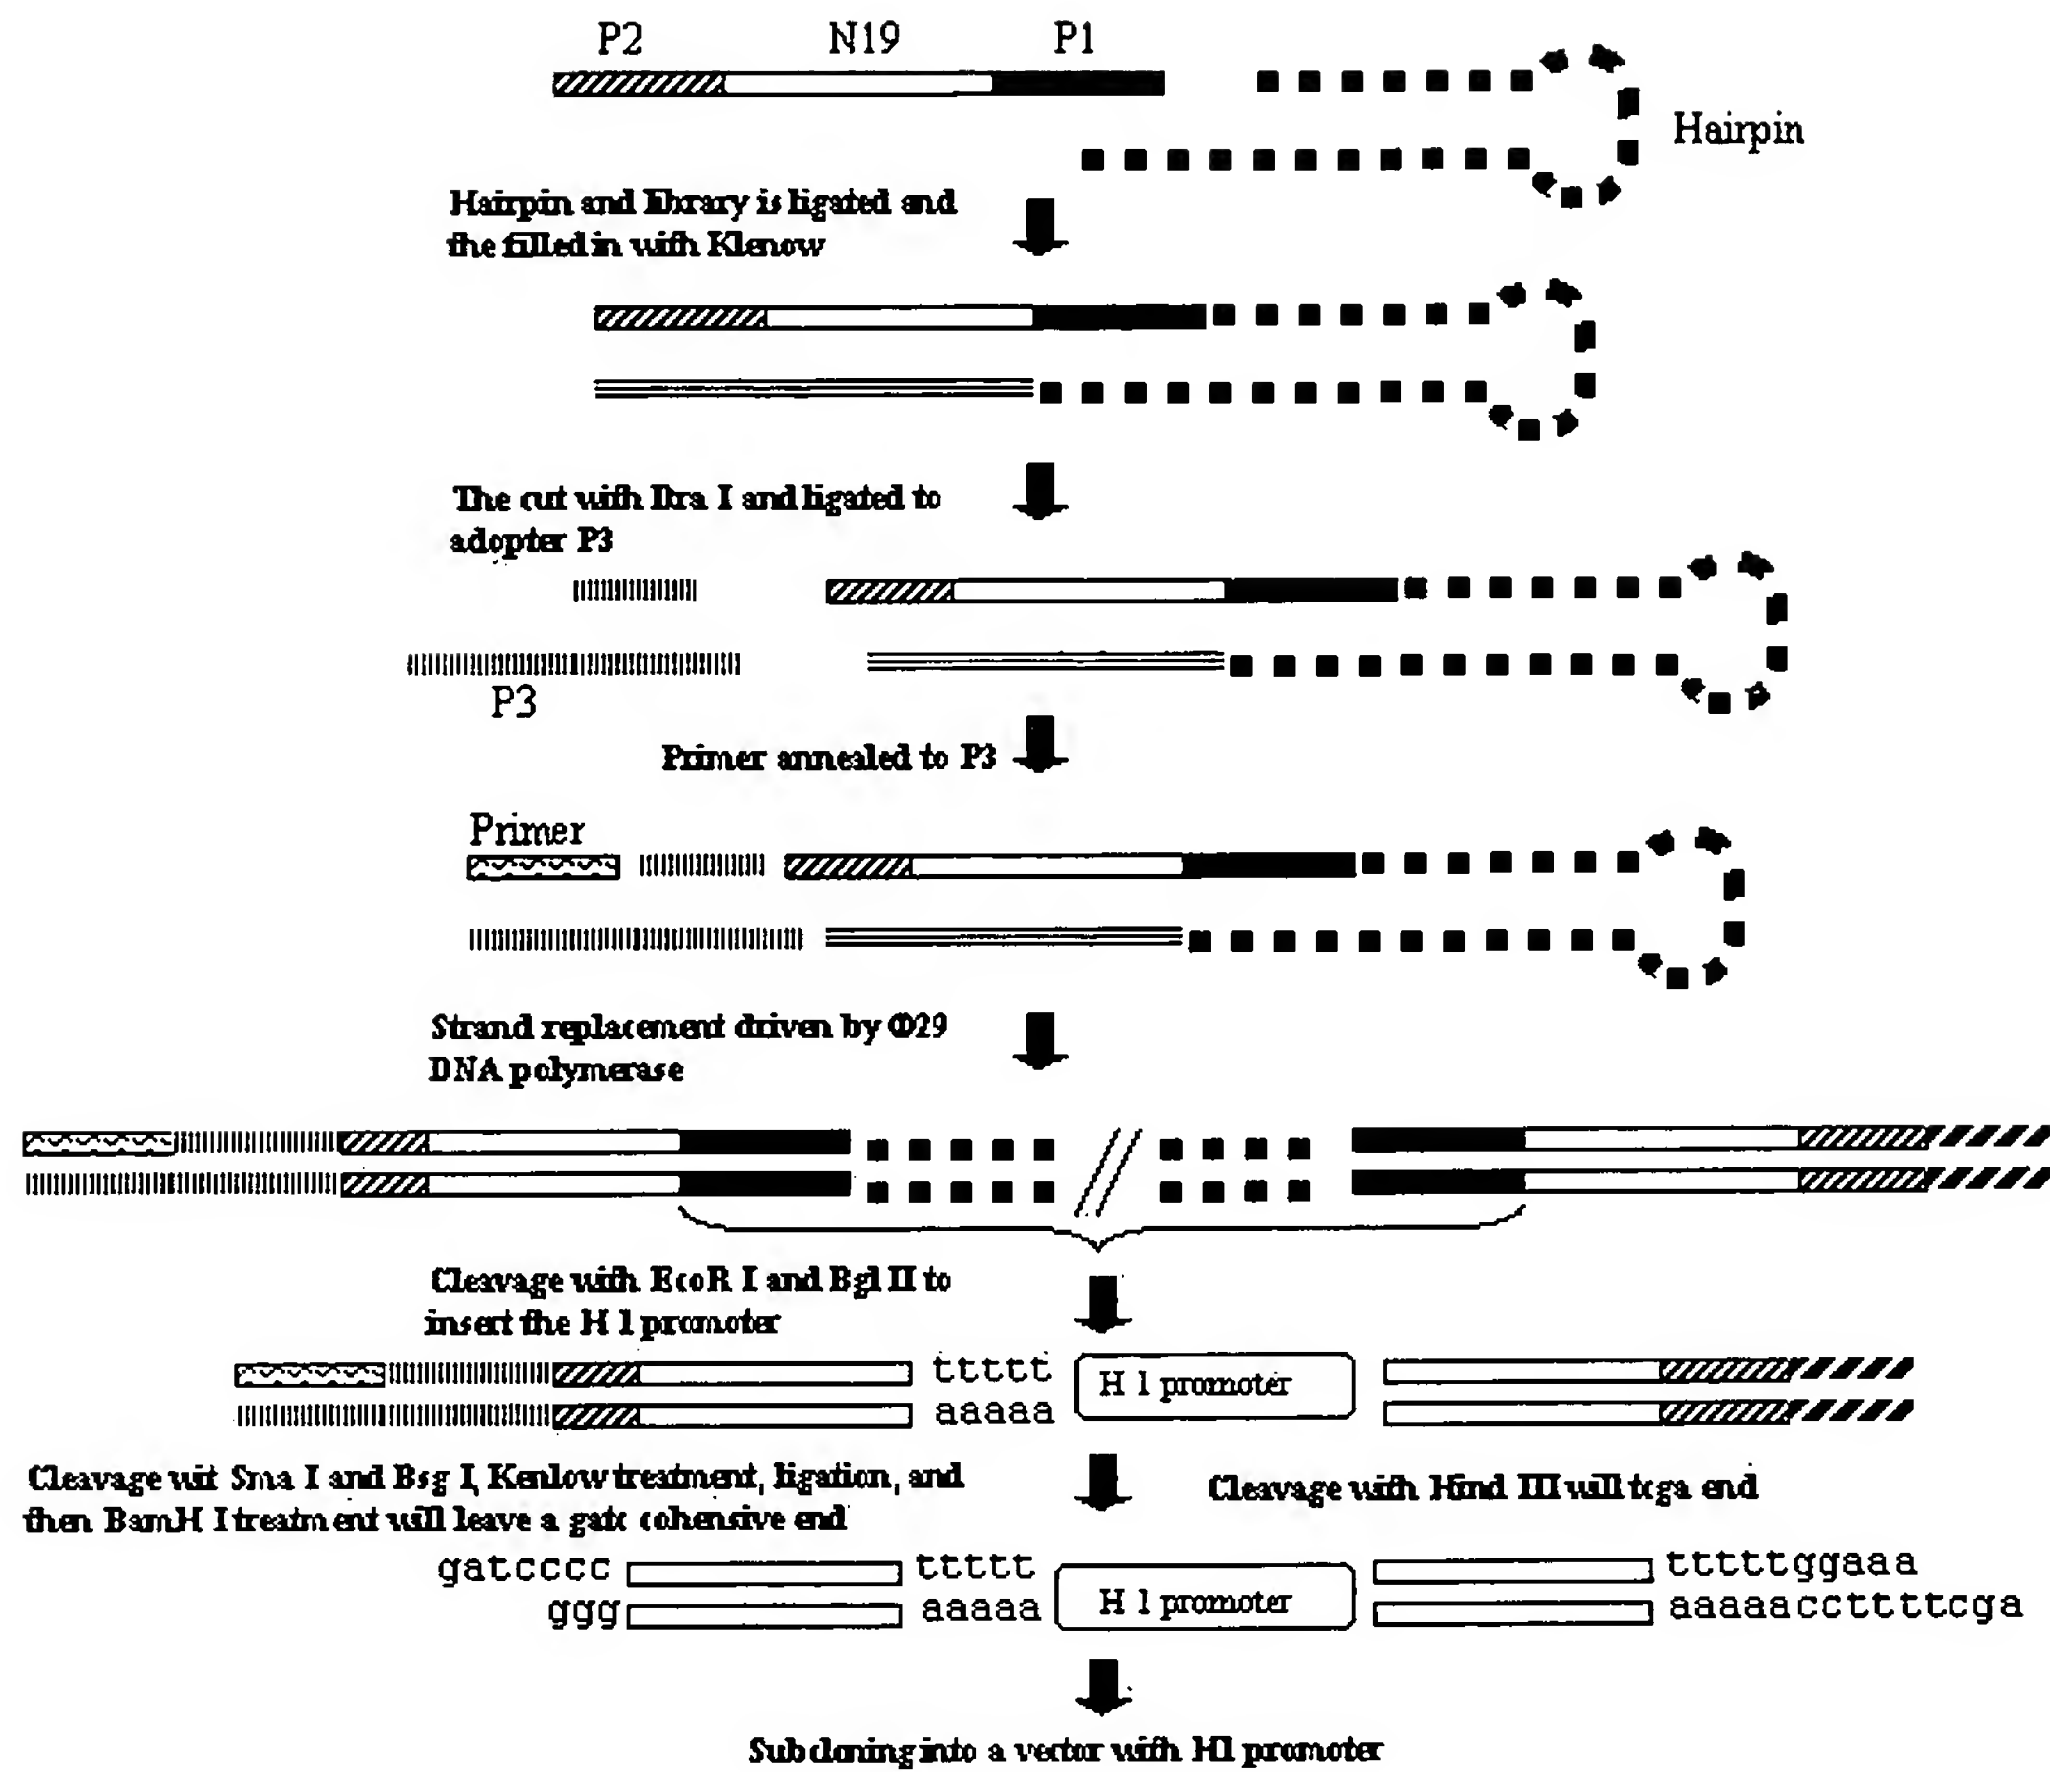 P2 N19 P1
Hairpin
Hairpin and library is ligated and
the filled in with Klenow
The cut with Dra I and ligated to
adopter P3
P3
Primer annealed to P3
Primer
Strand replacement driven by Φ29
DNA polymerase
Cleavage with EcoR I and Bgl II to
insert the H 1 promoter
ttttt
H 1 promoter
aaaaa
Cleavage wit Sma I and Bsg I, Kenlow treatment, ligation, and
then BamH I treatment will leave a gatc cohensive end
Cleavage with Hind III will tcga end
gatcccc ttttt tttttggaaa
H 1 promoter
ggg aaaaa aaaaaccttttcga
Subcloning into a vector with H1 promoter